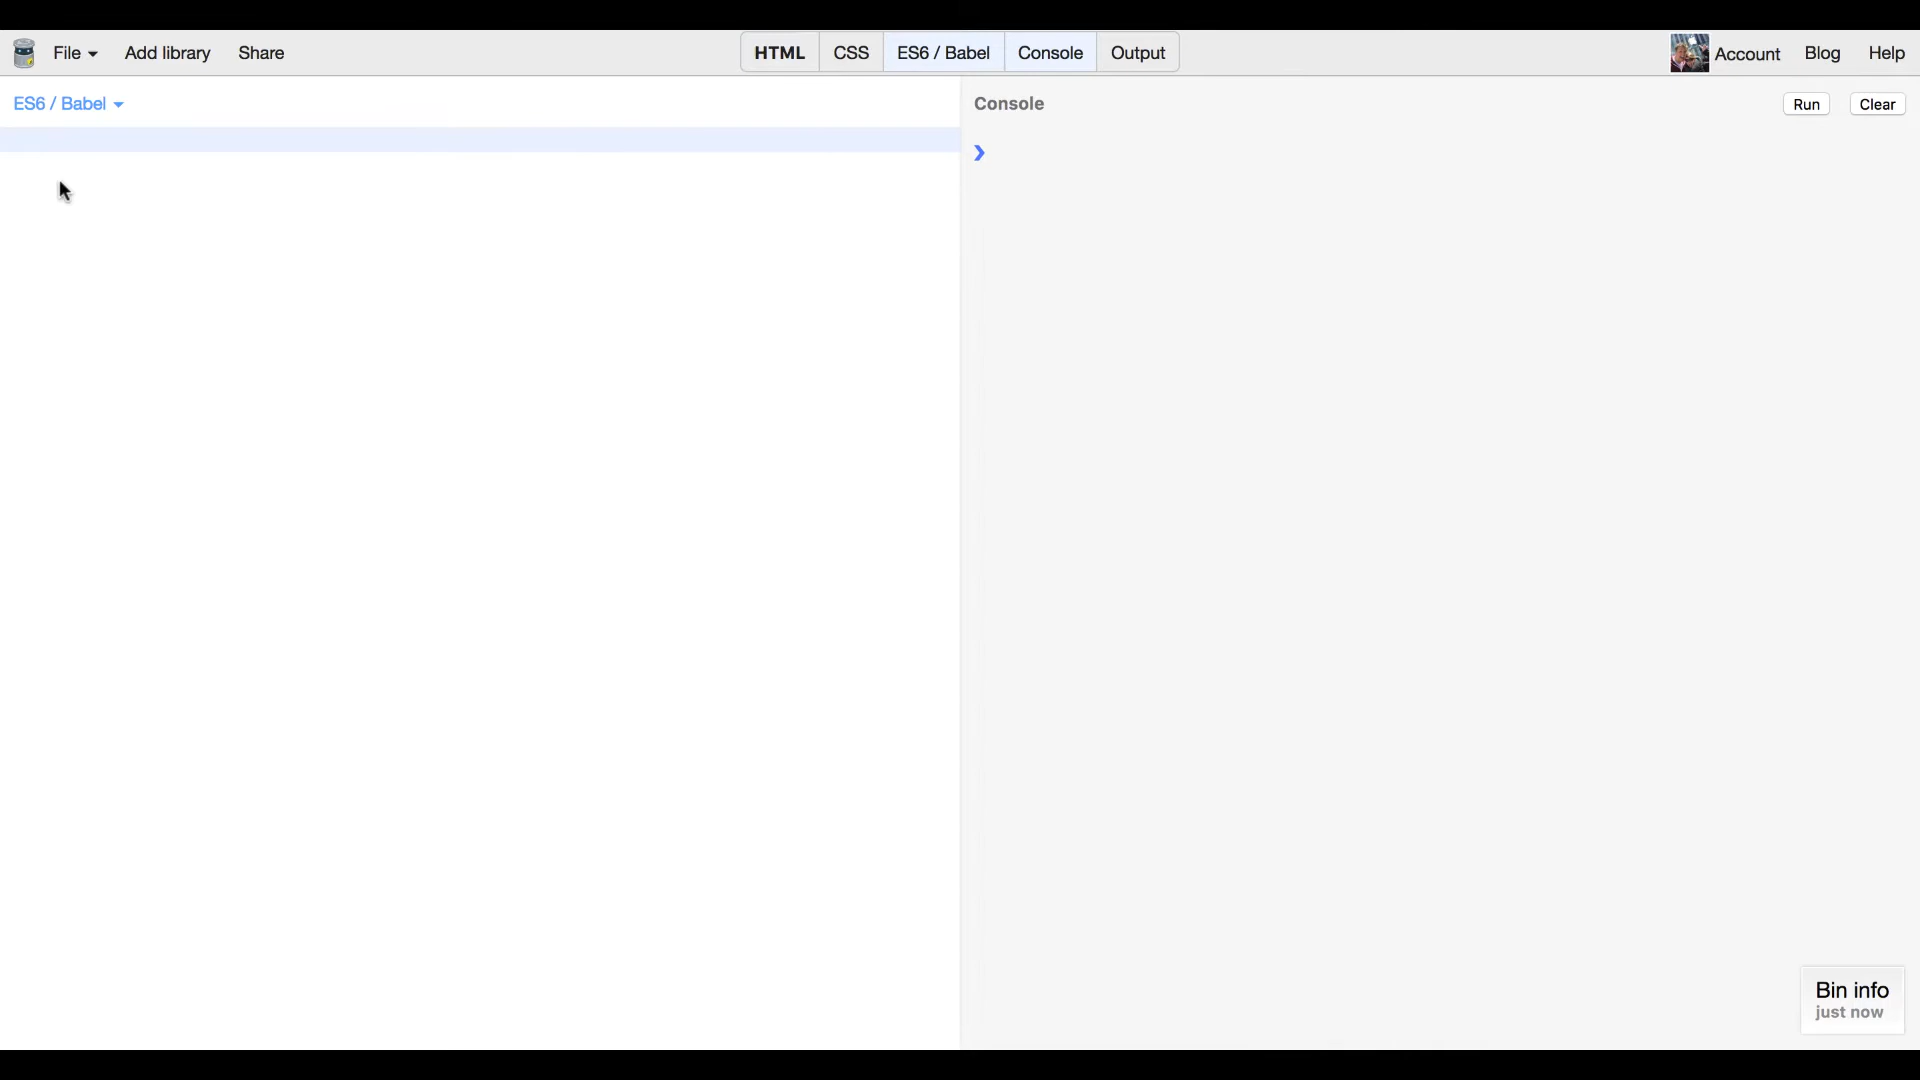 File
Add library
Share
HTML
CSS
ES6 / Babel
Console
Output
Account
Blog
Help
ES6 / Babel
Console
Run
Clear
Bin info
just now